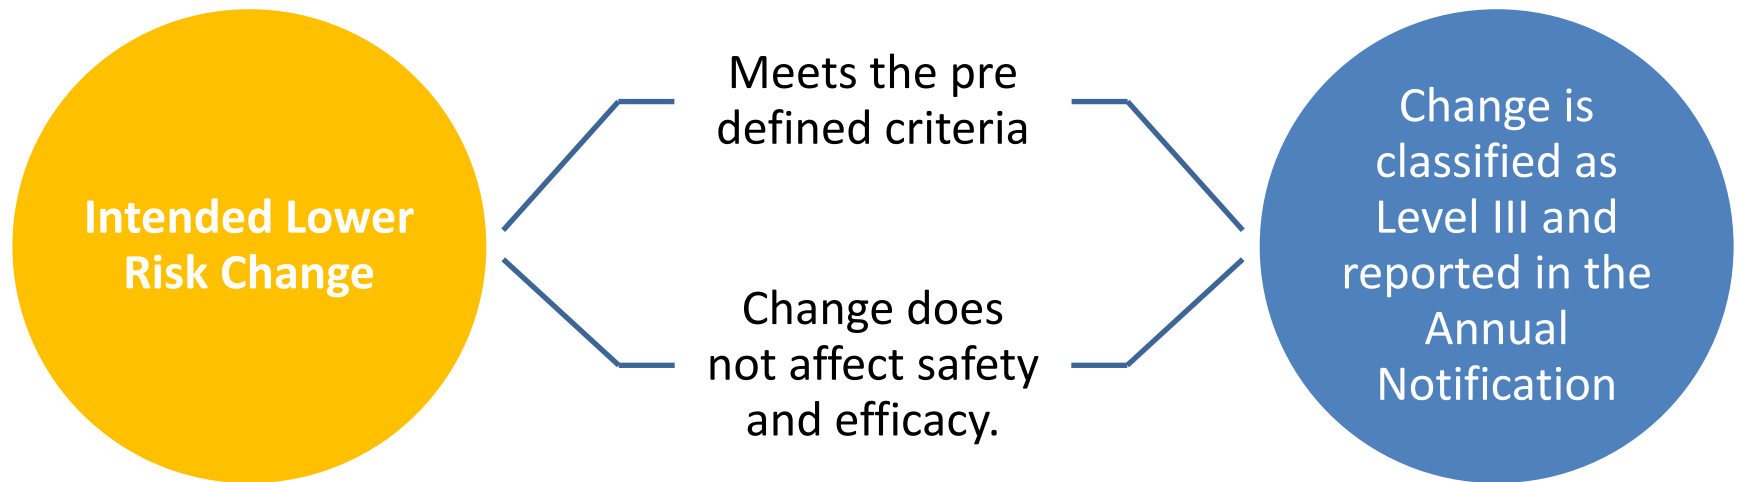 Intended Lower
Risk Change
Meets the pre
defined criteria
Change does
not affect safety
and efficacy.
Change is
classified as
Level III and
reported in the
Annual
Notification